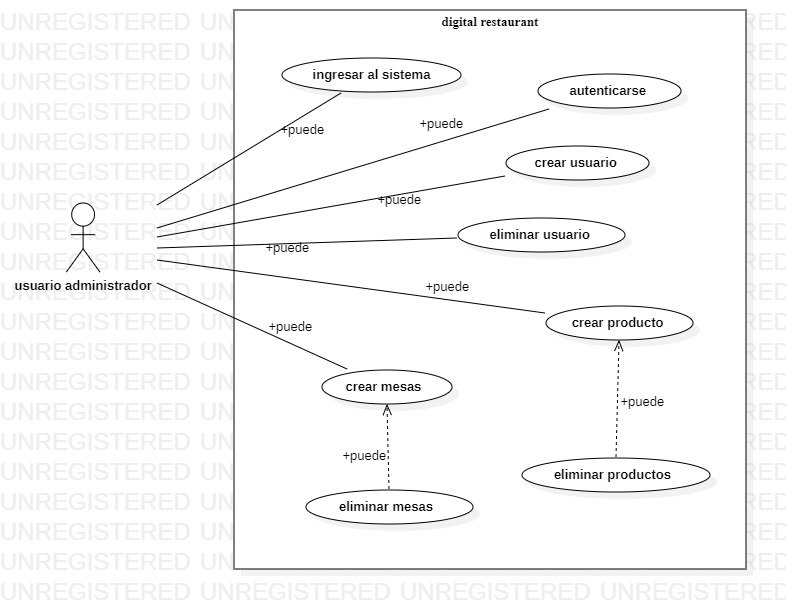 digital restaurant
ingresar al sistema
autenticarse
+puede
+puede
crear usuario
+puede
eliminar usuario
+puede
usuario administrador
+puede
crear producto
+puede
crear mesas
+puede
+puede
eliminar productos
eliminar mesas
UNREGISTERED UNREGISTERED UNREGISTERED UNREGISTERED